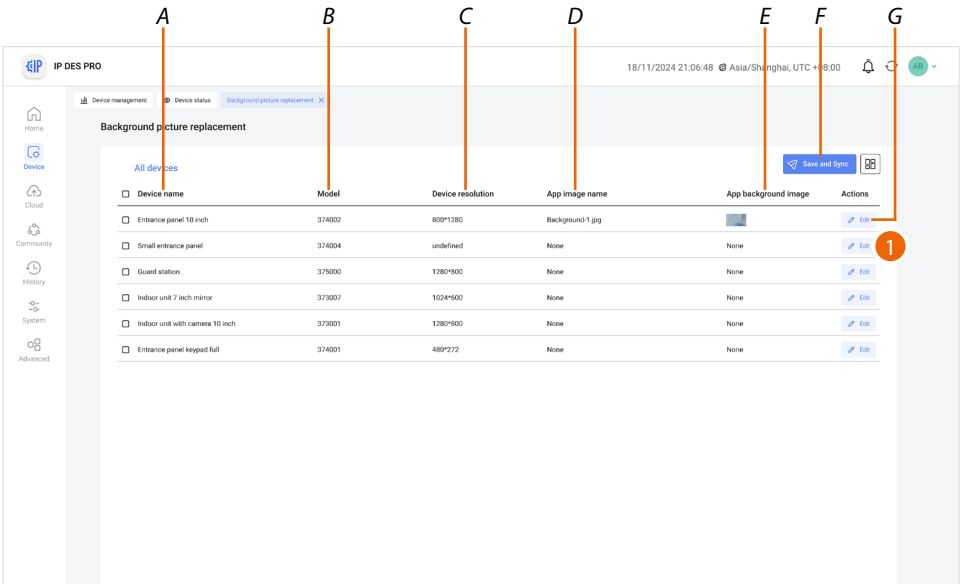 A B C D E F G
IP IP DES PRO 18/11/2024 21:06:48 Asia/Shanghai, UTC +08:00 AB
Device management Device status Background picture replacement
Home
Background picture replacement
Device
All devices Save and Sync
Device name Model Device resolution App image name App background image Actions
Cloud
Entrance panel 10 inch 374002 800*1280 Background-1.jpg Edit
Community
Small entrance panel 374004 undefined None None Edit 1
Guard station 375000 1280*800 None None Edit
History
Indoor unit 7 inch mirror 373007 1024*600 None None Edit
System
Indoor unit with camera 10 inch 373001 1280*800 None None Edit
Entrance panel keypad full 374001 480*272 None None Edit
Advanced